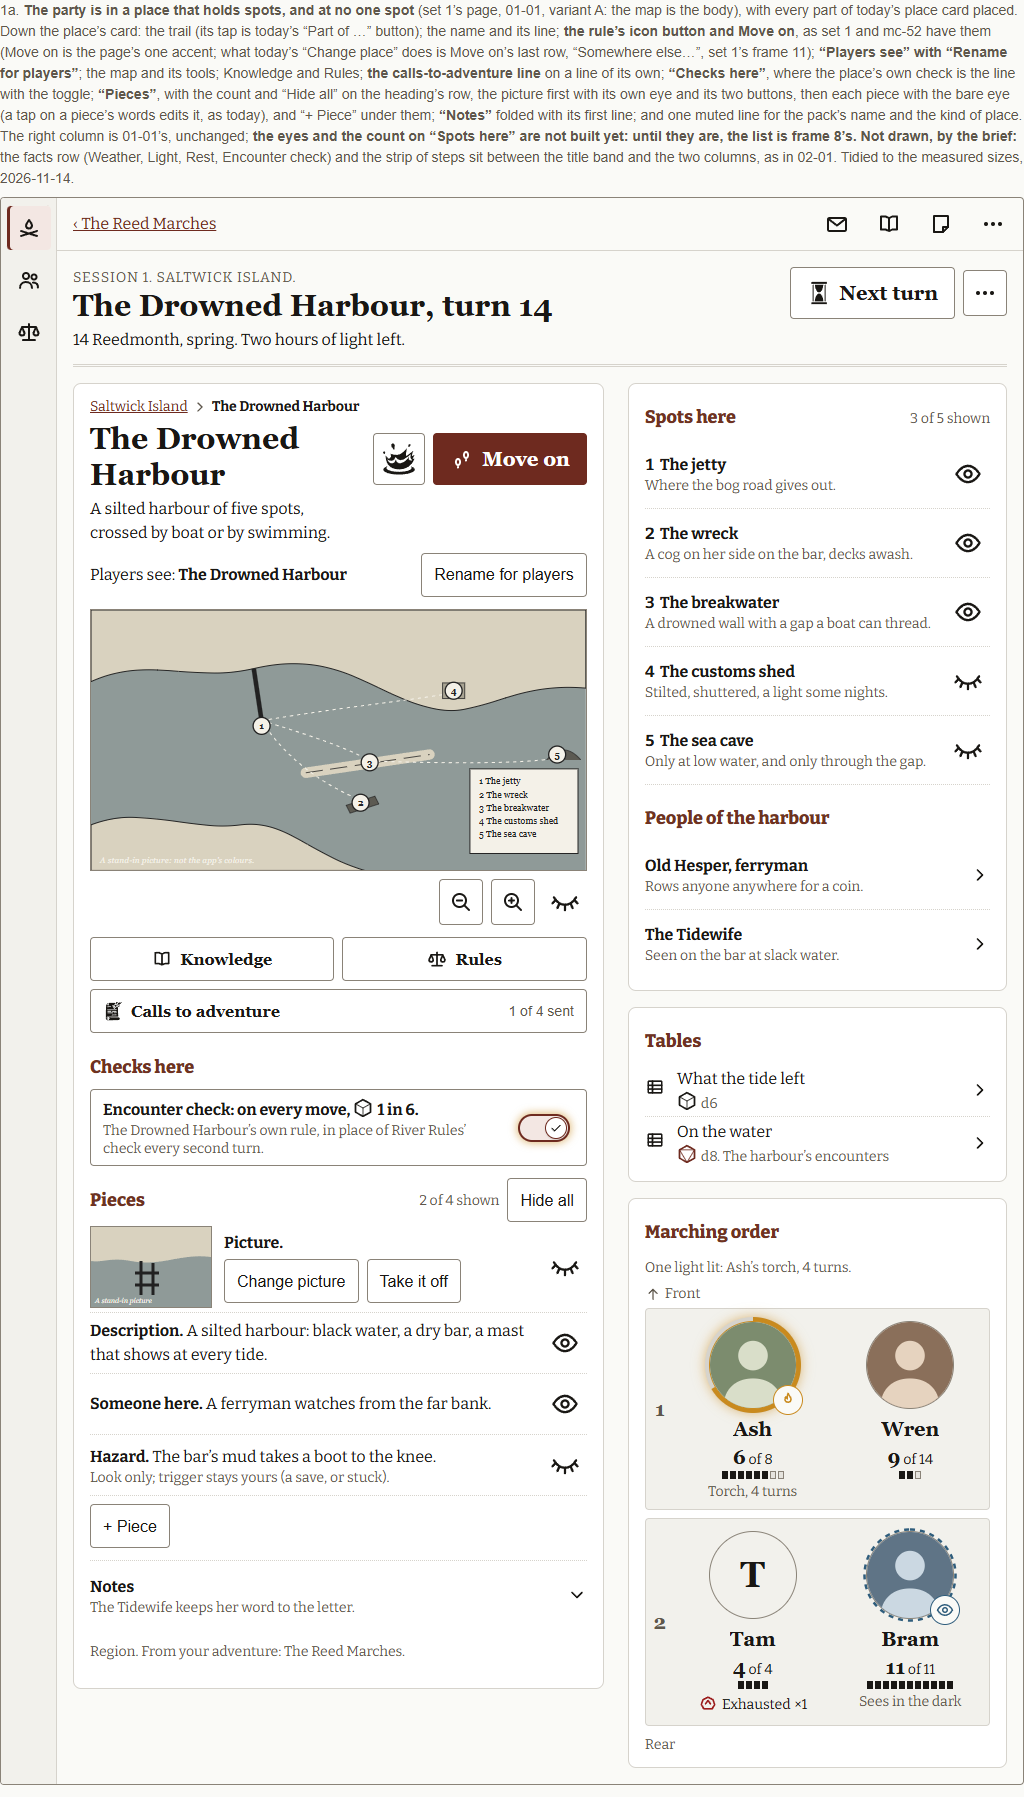 1a. The party is in a place that holds spots, and at no one spot (set 1's page, 01-01, variant A: the map is the body), with every part of today's place card placed.
Down the place's card: the trail (its tap is today's “Part of …” button); the name and its line; the rule's icon button and Move on, as set 1 and mc-52 have them
(Move on is the page's one accent; what today's “Change place” does is Move on's last row, “Somewhere else…”, set 1's frame 11); “Players see” with “Rename
for players”; the map and its tools; Knowledge and Rules; the calls-to-adventure line on a line of its own; “Checks here”, where the place's own check is the line
with the toggle; “Pieces”, with the count and “Hide all” on the heading's row, the picture first with its own eye and its two buttons, then each piece with the bare eye
(a tap on a piece's words edits it, as today), and “+ Piece” under them; “Notes” folded with its first line; and one muted line for the pack's name and the kind of place.
The right column is 01-01's, unchanged; the eyes and the count on “Spots here” are not built yet: until they are, the list is frame 8's. Not drawn, by the brief:
the facts row (Weather, Light, Rest, Encounter check) and the strip of steps sit between the title band and the two columns, as in 02-01. Tidied to the measured sizes,
2026-11-14.
‹ The Reed Marches
SESSION 1. SALTWICK ISLAND.
The Drowned Harbour, turn 14
14 Reedmonth, spring. Two hours of light left.
Next turn
Saltwick Island > The Drowned Harbour
The Drowned
Harbour
Move on
A silted harbour of five spots,
crossed by boat or by swimming.
Players see: The Drowned Harbour
Rename for players
1
2
3
4
5
1 The jetty
2 The wreck
3 The breakwater
4 The customs shed
5 The sea cave
A stand-in picture: not the app's colours.
Knowledge
Rules
Calls to adventure
1 of 4 sent
Checks here
Encounter check: on every move, 1 in 6.
The Drowned Harbour's own rule, in place of River Rules'
check every second turn.
Pieces
2 of 4 shown
Hide all
A stand-in picture
Picture.
Change picture
Take it off
Description. A silted harbour: black water, a dry bar, a mast
that shows at every tide.
Someone here. A ferryman watches from the far bank.
Hazard. The bar's mud takes a boot to the knee.
Look only; trigger stays yours (a save, or stuck).
+ Piece
Notes
The Tidewife keeps her word to the letter.
Region. From your adventure: The Reed Marches.
Spots here
3 of 5 shown
1 The jetty
Where the bog road gives out.
2 The wreck
A cog on her side on the bar, decks awash.
3 The breakwater
A drowned wall with a gap a boat can thread.
4 The customs shed
Stilted, shuttered, a light some nights.
5 The sea cave
Only at low water, and only through the gap.
People of the harbour
Old Hesper, ferryman
Rows anyone anywhere for a coin.
The Tidewife
Seen on the bar at slack water.
Tables
What the tide left
d6
On the water
d8. The harbour's encounters
Marching order
One light lit: Ash's torch, 4 turns.
↑ Front
1
Ash
6 of 8
Torch, 4 turns
Wren
9 of 14
2
T
Tam
4 of 4
Exhausted ×1
Bram
11 of 11
Sees in the dark
Rear